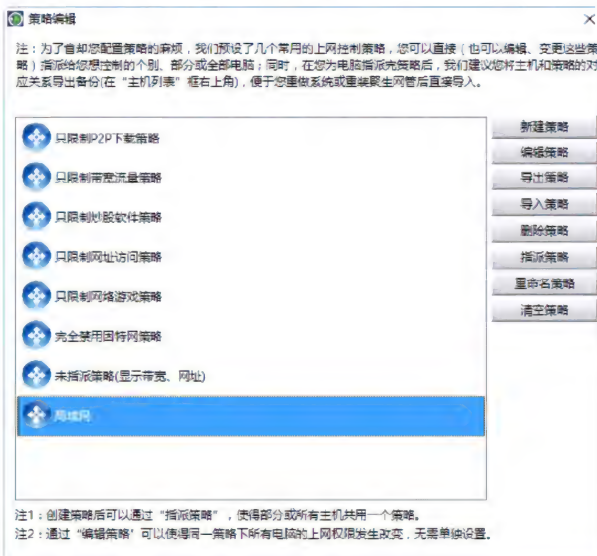 策略编辑
注：为了省却您配置策略的麻烦，我们预设了几个常用的上网控制策略，您可以直接（也可以编辑、变更这些策
略）指派给您想控制的个别、部分或全部电脑；同时，在您为电脑指派完策略后，我们建议您将主机和策略的对
应关系导出备份(在“主机列表”框右上角)，便于您重做系统或重装聚生网管后直接导入。
只限制P2P下载策略
只限制带宽流量策略
只限制炒股软件策略
只限制网址访问策略
只限制网络游戏策略
完全禁用因特网策略
未指派策略(显示带宽、网址)
局域网
新建策略
编辑策略
导出策略
导入策略
删除策略
指派策略
重命名策略
清空策略
注1：创建策略后可以通过“指派策略”，使得部分或所有主机共用一个策略。
注2：通过“编辑策略”可以使得同一策略下所有电脑的上网权限发生改变，无需单独设置。